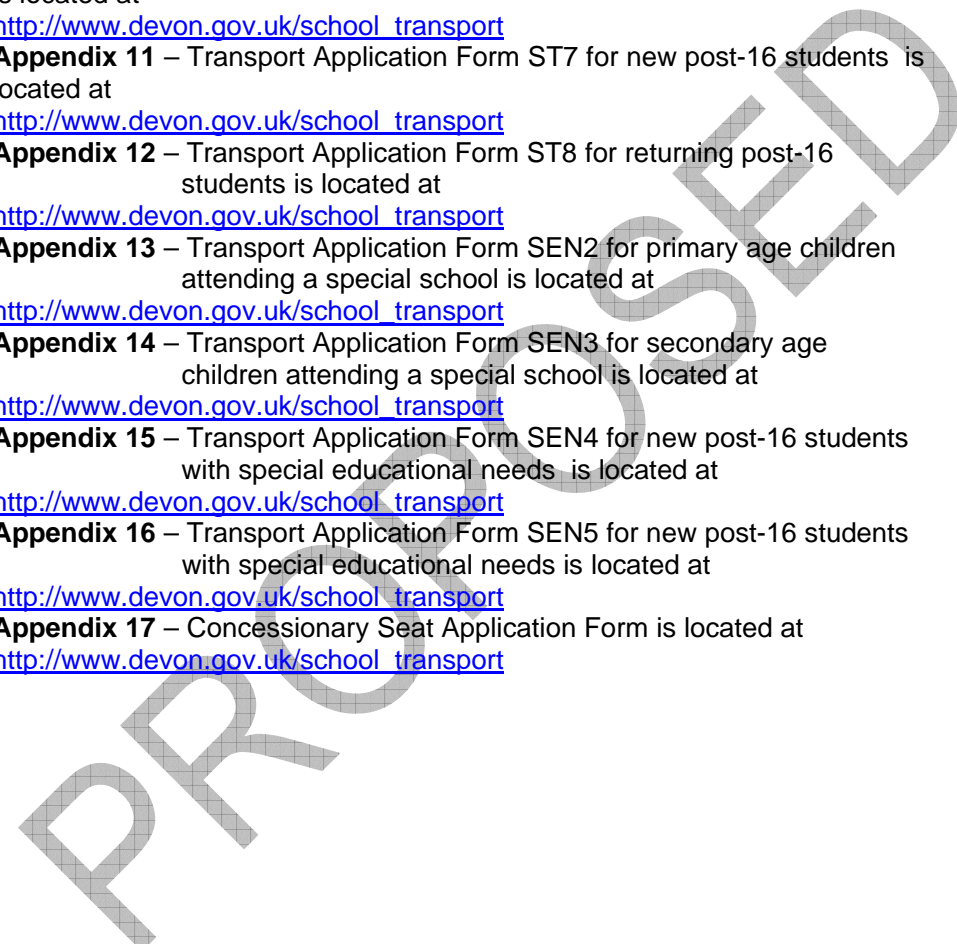 is located at
http://www.devon.gov.uk/school_transport
Appendix 11 – Transport Application Form ST7 for new post-16 students is
located at
http://www.devon.gov.uk/school_transport
Appendix 12 – Transport Application Form ST8 for returning post-16
students is located at
http://www.devon.gov.uk/school_transport
Appendix 13 – Transport Application Form SEN2 for primary age children
attending a special school is located at
http://www.devon.gov.uk/school_transport
Appendix 14 – Transport Application Form SEN3 for secondary age
children attending a special school is located at
http://www.devon.gov.uk/school_transport
Appendix 15 – Transport Application Form SEN4 for new post-16 students
with special educational needs is located at
http://www.devon.gov.uk/school_transport
Appendix 16 – Transport Application Form SEN5 for new post-16 students
with special educational needs is located at
http://www.devon.gov.uk/school_transport
Appendix 17 – Concessionary Seat Application Form is located at
http://www.devon.gov.uk/school_transport
PROPOSED